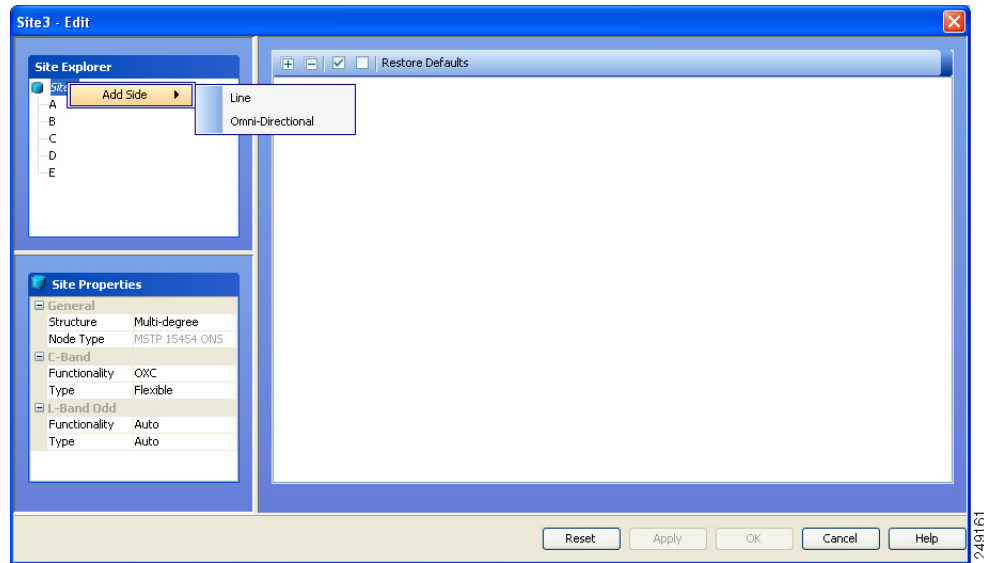 Site3 - Edit
Site Explorer
Restore Defaults
Add Side
Line
Omni-Directional
A
B
C
D
E
Site Properties
General
Structure Multi-degree
Node Type MSTP 15454 ONS
C-Band
Functionality OXC
Type Flexible
L-Band Odd
Functionality Auto
Type Auto
Reset Apply OK Cancel Help
249161